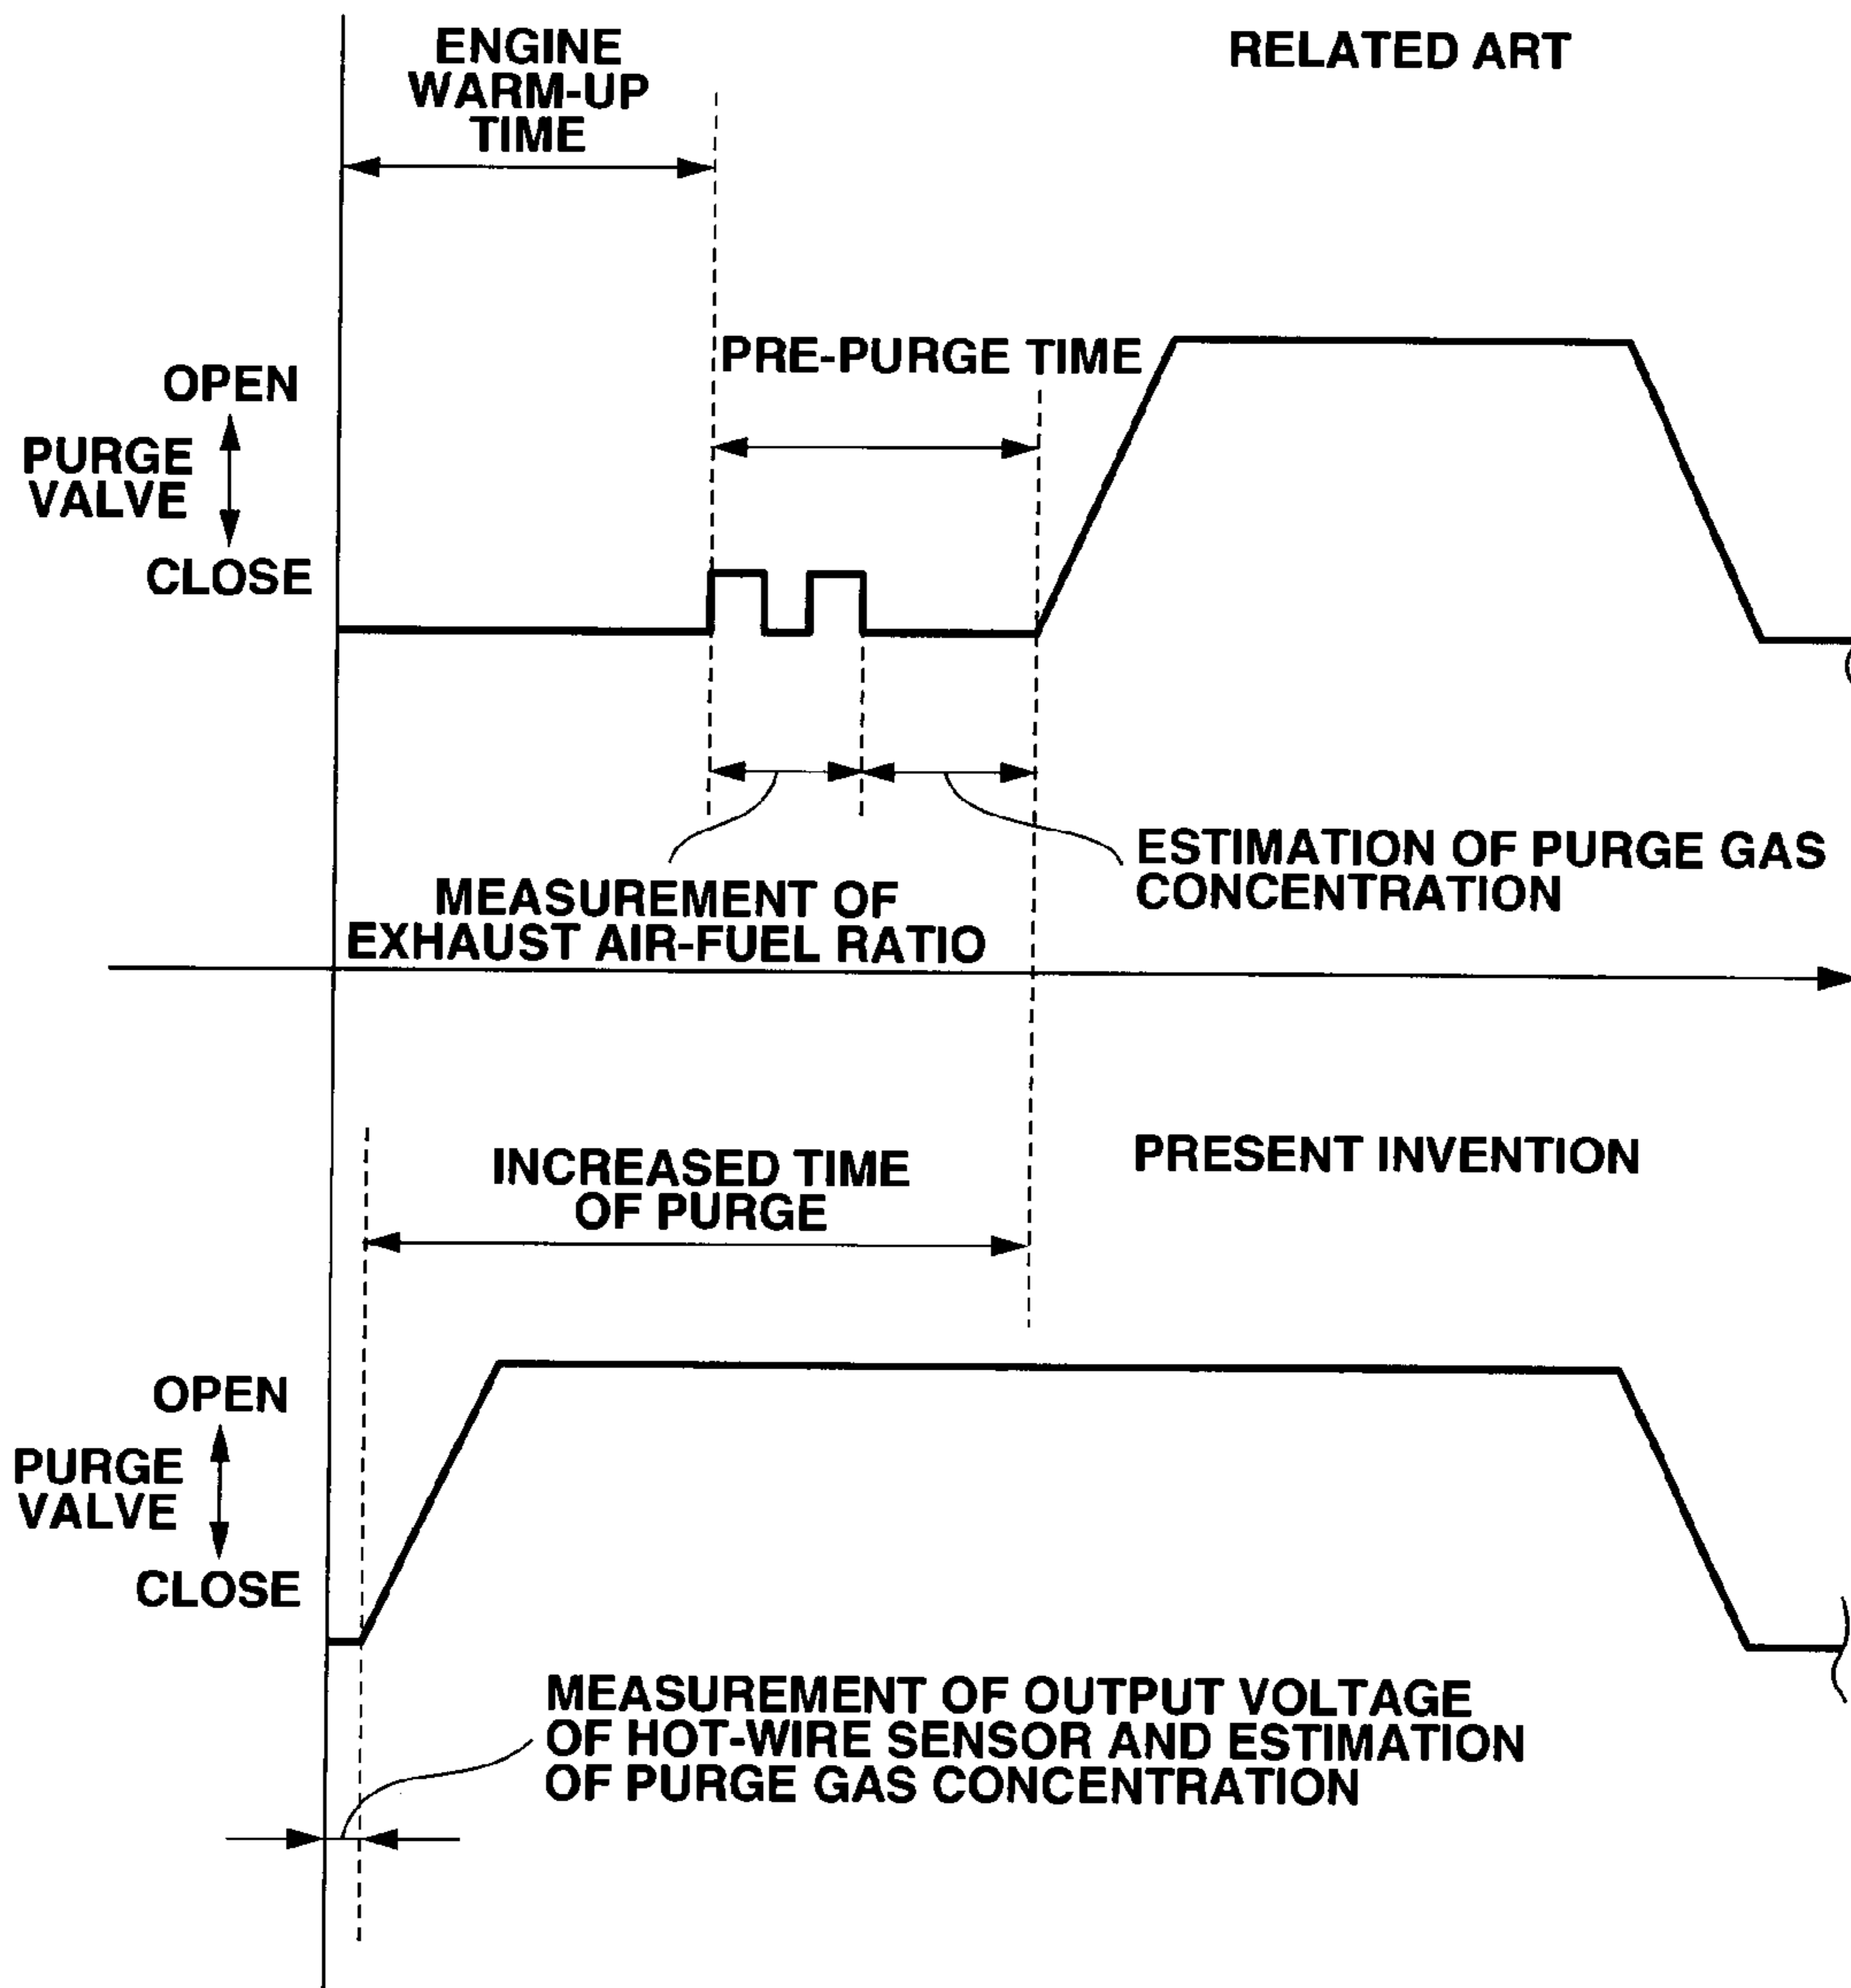 ENGINE
WARM-UP
TIME
RELATED ART
PRE-PURGE TIME
OPEN
PURGE
VALVE
CLOSE
ESTIMATION OF PURGE GAS
CONCENTRATION
MEASUREMENT OF
EXHAUST AIR-FUEL RATIO
PRESENT INVENTION
INCREASED TIME
OF PURGE
OPEN
PURGE
VALVE
CLOSE
MEASUREMENT OF OUTPUT VOLTAGE
OF HOT-WIRE SENSOR AND ESTIMATION
OF PURGE GAS CONCENTRATION